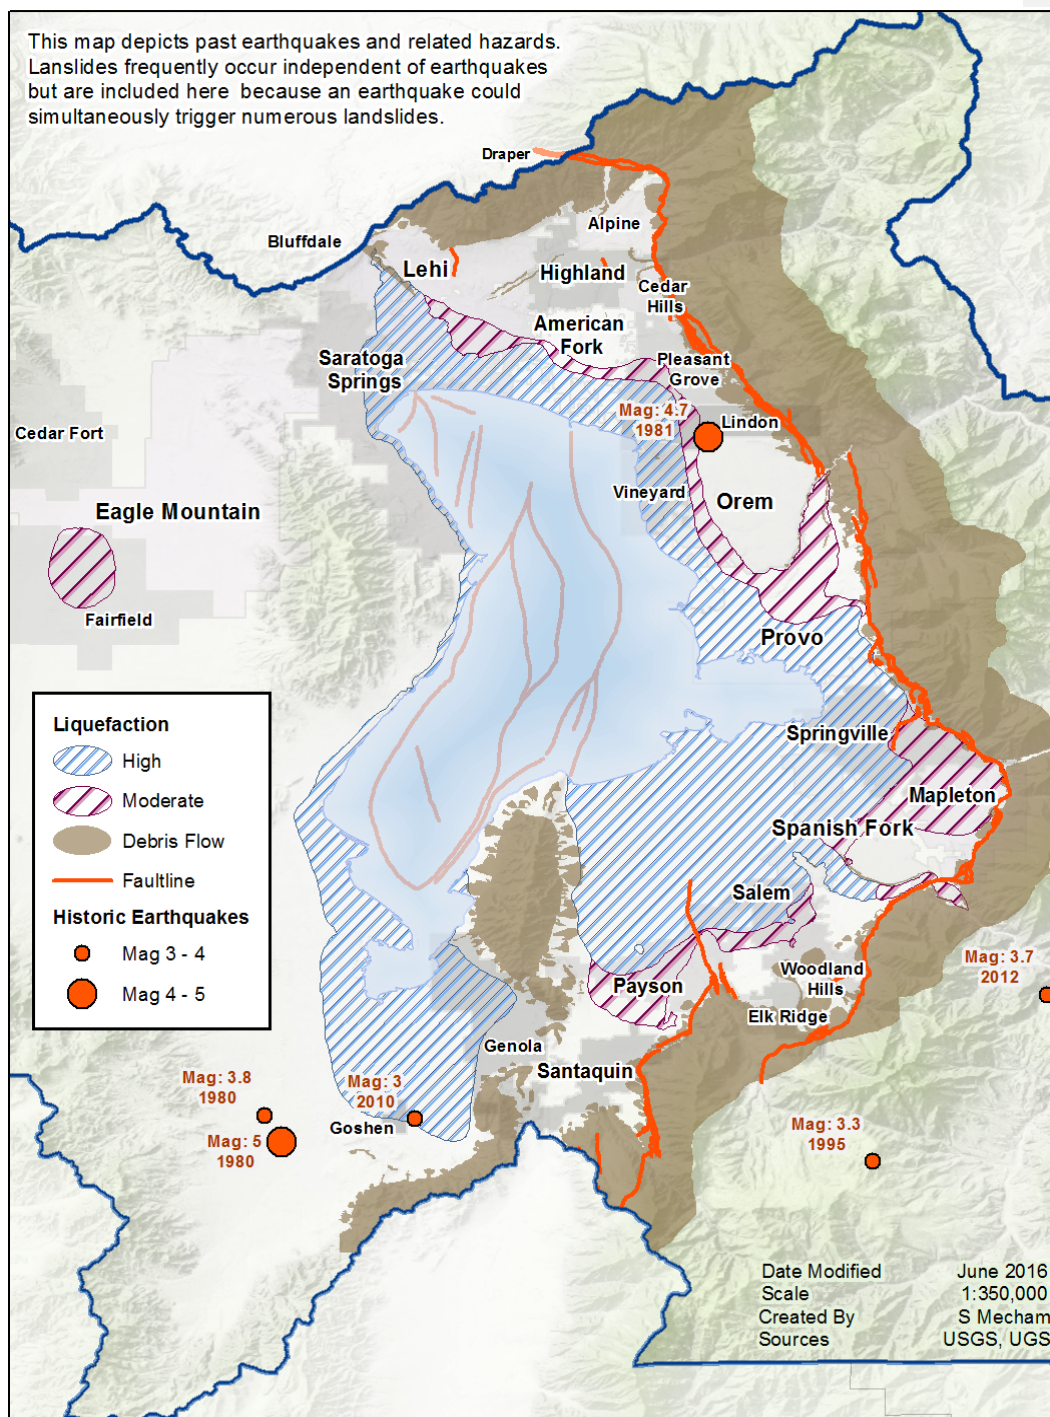 This map depicts past earthquakes and related hazards.
Lanslides frequently occur independent of earthquakes
but are included here because an earthquake could
simultaneously trigger numerous landslides.
Draper
Alpine
Bluffdale
Lehi
Highland
Cedar
Hills
American
Fork
Saratoga
Springs
Pleasant
Grove
Mag: 4.7
1981
Lindon
Cedar Fort
Vineyard
Orem
Eagle Mountain
Fairfield
Provo
Springville
Mapleton
Spanish Fork
Salem
Liquefaction
High
Moderate
Debris Flow
Faultline
Historic Earthquakes
Mag 3 - 4
Mag 4 - 5
Mag: 3.7
2012
Woodland
Hills
Payson
Elk Ridge
Genola
Santaquin
Mag: 3.8
1980
Mag: 3
2010
Goshen
Mag: 5
1980
Mag: 3.3
1995
Date Modified June 2016
Scale 1:350,000
Created By S Mecham
Sources USGS, UGS